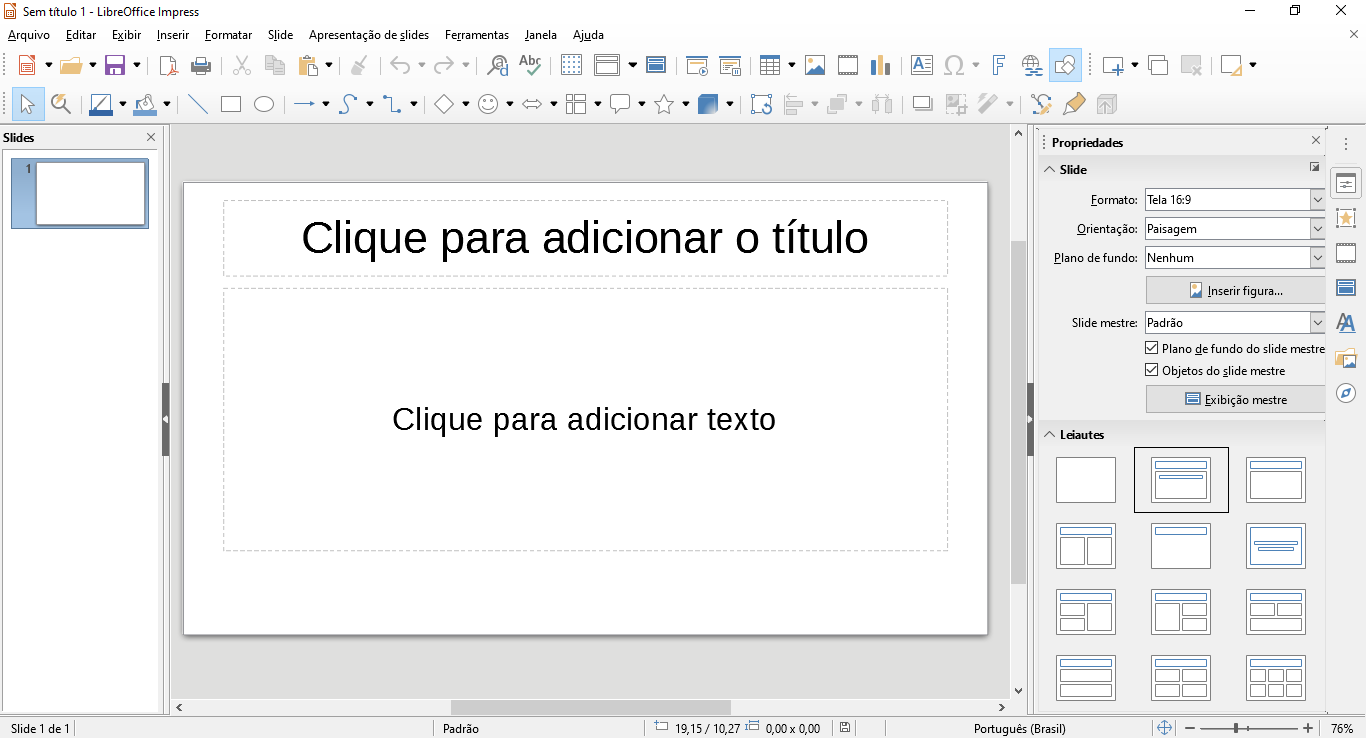 Sem título 1 - LibreOffice Impress
Arquivo Editar Exibir Inserir Formatar Slide Apresentação de slides Ferramentas Janela Ajuda
Abc
Slides
1
Clique para adicionar o título
Clique para adicionar texto
Propriedades
Slide
Formato: Tela 16:9
Orientação: Paisagem
Plano de fundo: Nenhum
Inserir figura...
Slide mestre: Padrão
Plano de fundo do slide mestre
Objetos do slide mestre
Exibição mestre
Leiautes
Slide 1 de 1 Padrão 19,15 / 10,27 0,00 x 0,00 Português (Brasil) 76%